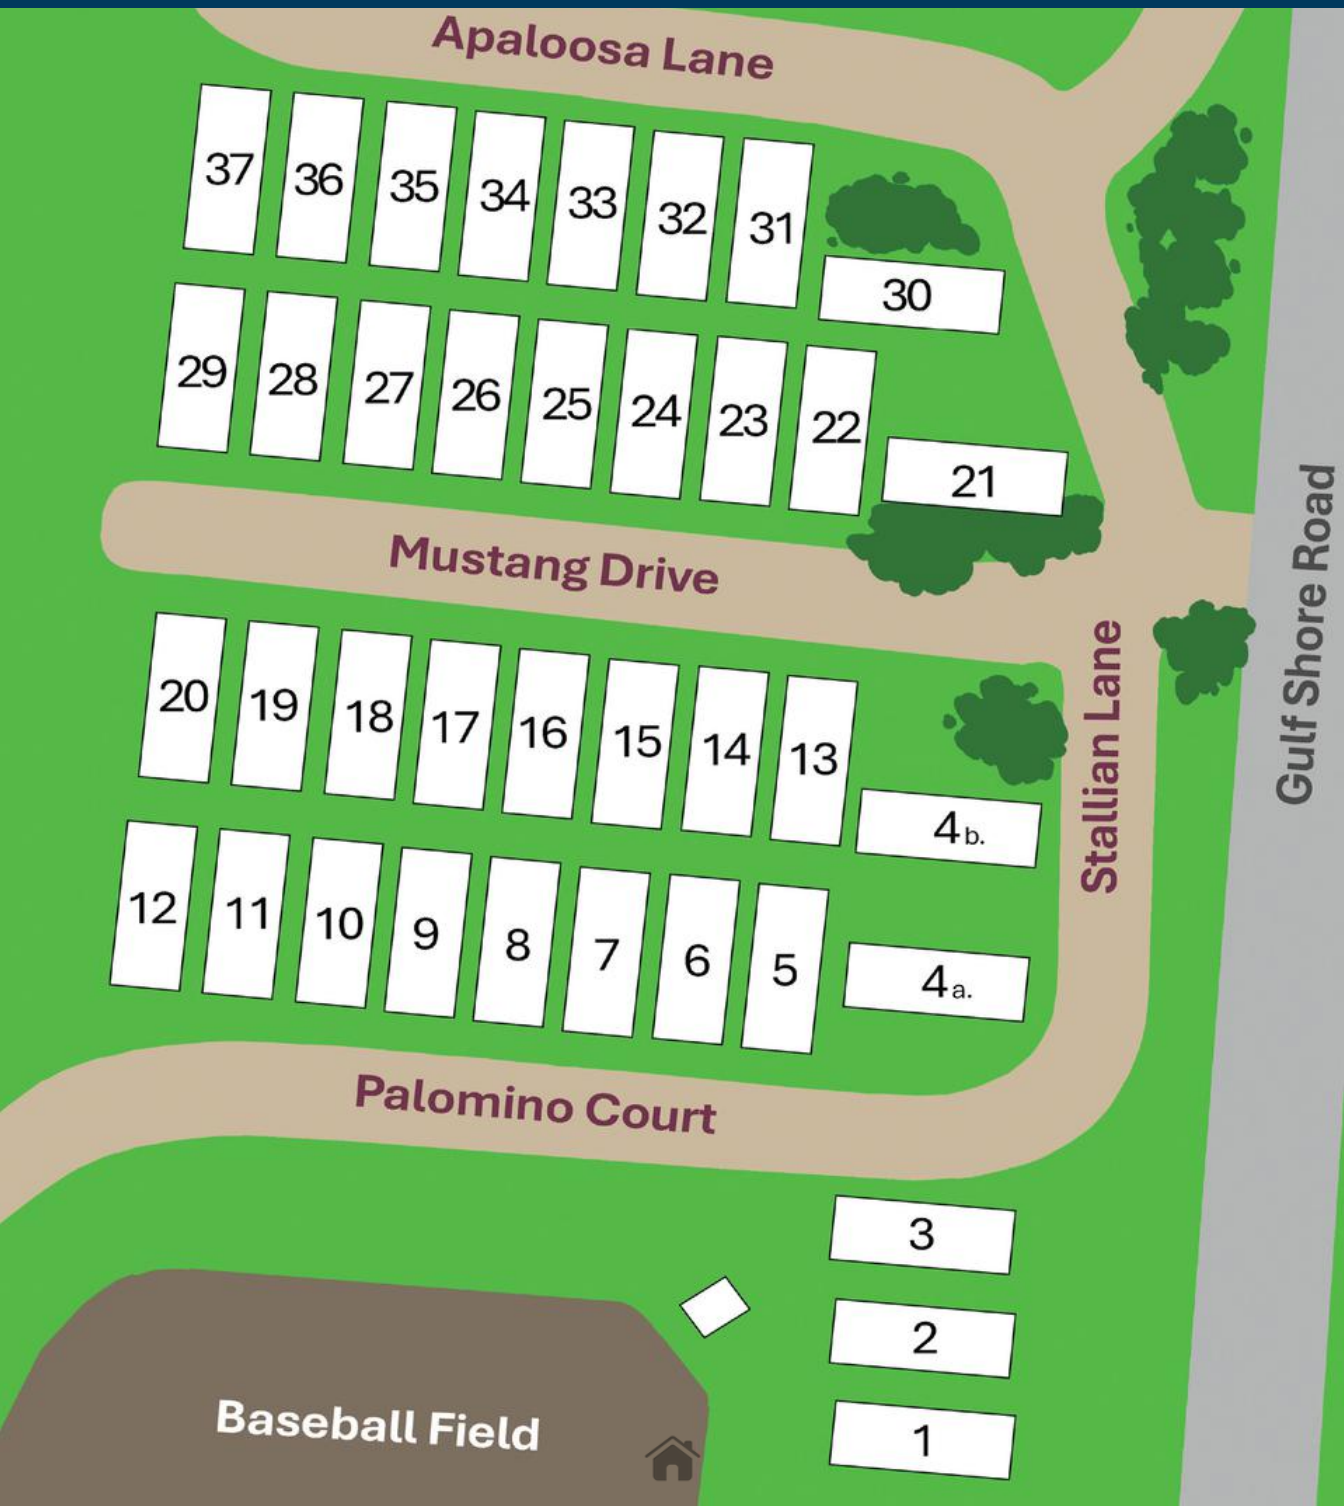 Apaloosa Lane
37 36 35 34 33 32 31
30
29 28 27 26 25 24 23 22
21
Mustang Drive
Gulf Shore Road
Stallian Lane
20 19 18 17 16 15 14 13
4b.
12 11 10 9 8 7 6 5
4a.
Palomino Court
3
2
1
Baseball Field